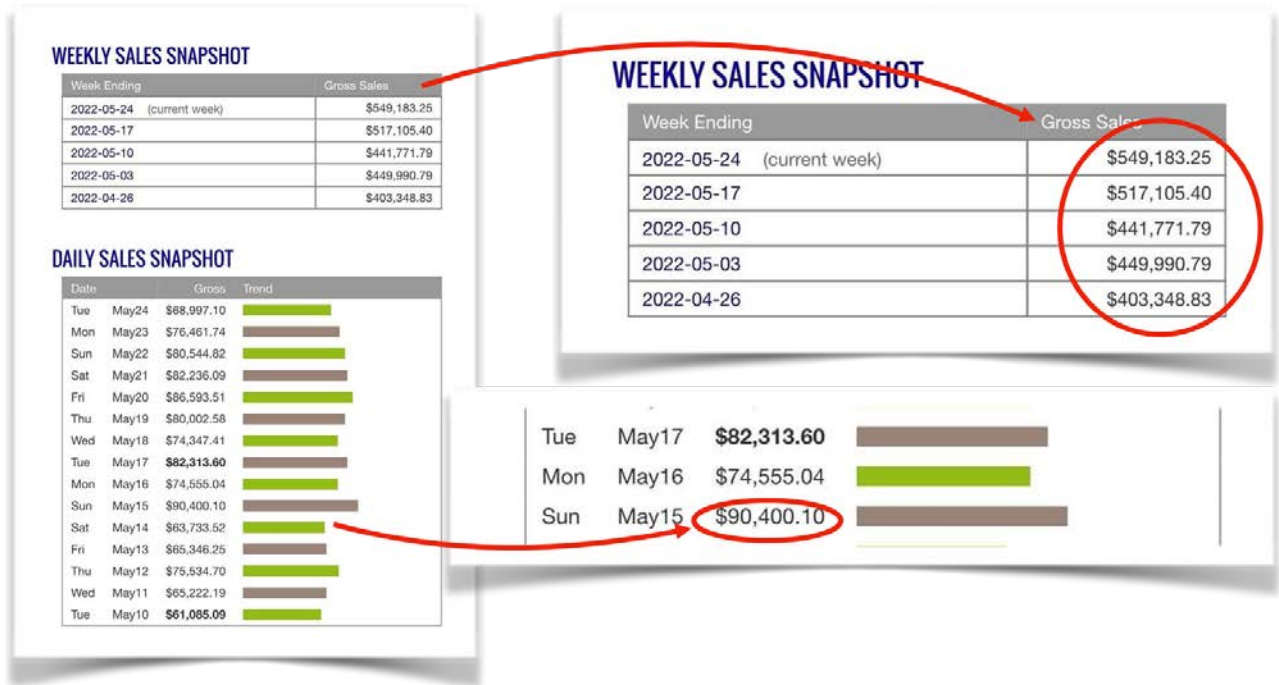 WEEKLY SALES SNAPSHOT
Week Ending Gross Sales
2022-05-24 (current week) $549,183.25
2022-05-17 $517,105.40
2022-05-10 $441,771.79
2022-05-03 $449,990.79
2022-04-26 $403,348.83
DAILY SALES SNAPSHOT
Date Gross Trend
Tue May24 $68,997.10
Mon May23 $76,461.74
Sun May22 $80,544.82
Sat May21 $82,236.09
Fri May20 $86,593.51
Thu May19 $80,002.58
Wed May18 $74,347.41
Tue May17 $82,313.60
Mon May16 $74,555.04
Sun May15 $90,400.10
Sat May14 $63,733.52
Fri May13 $65,346.25
Thu May12 $75,534.70
Wed May11 $65,222.19
Tue May10 $61,085.09
WEEKLY SALES SNAPSHOT
Week Ending Gross Sales
2022-05-24 (current week) $549,183.25
2022-05-17 $517,105.40
2022-05-10 $441,771.79
2022-05-03 $449,990.79
2022-04-26 $403,348.83
Tue May17 $82,313.60
Mon May16 $74,555.04
Sun May15 $90,400.10